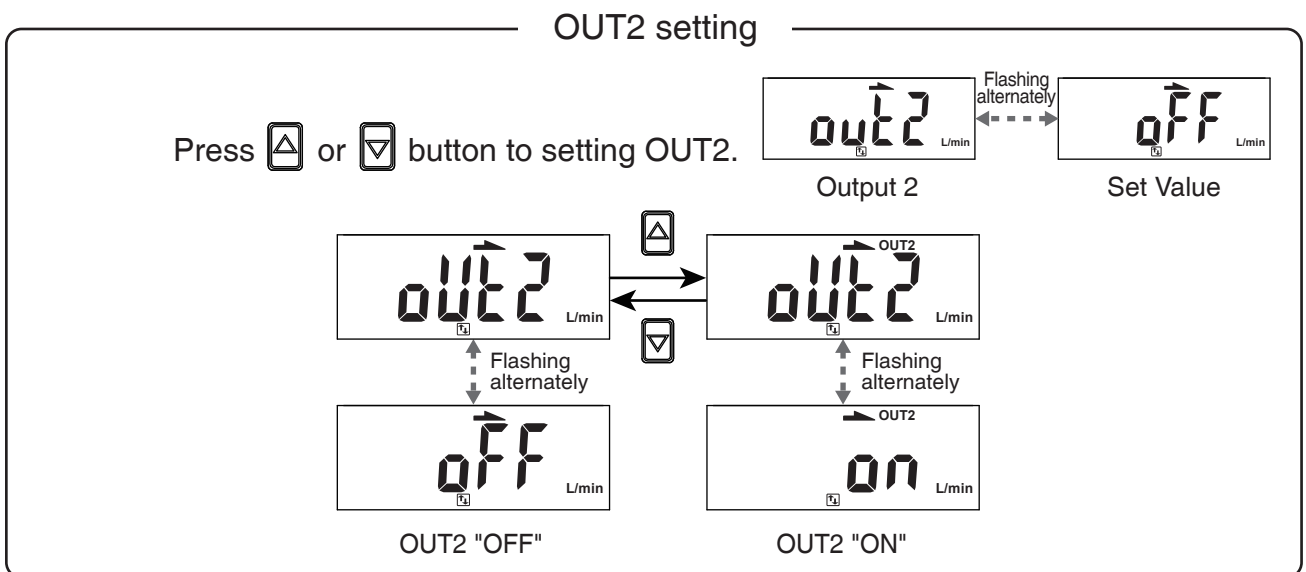 OUT2 setting
Press or button to setting OUT2.
out2 L/min
Flashing
alternately
oFF L/min
Output 2
Set Value
oUt2 L/min
OUT2
oUt2 L/min
Flashing
alternately
Flashing
alternately
oFF L/min
OUT2
on L/min
OUT2 "OFF"
OUT2 "ON"